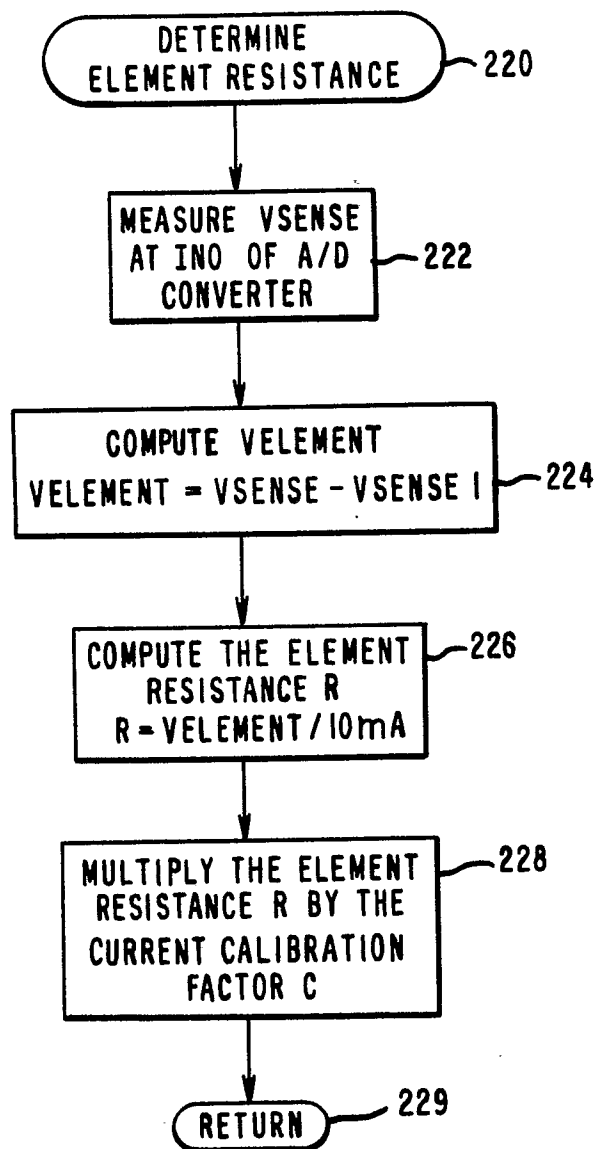 DETERMINE
ELEMENT RESISTANCE
220
MEASURE VSENSE
AT INO OF A/D
CONVERTER
222
COMPUTE VELEMENT
VELEMENT = VSENSE - VSENSE I
224
COMPUTE THE ELEMENT
RESISTANCE R
R = VELEMENT / 10mA
226
MULTIPLY THE ELEMENT
RESISTANCE R BY THE
CURRENT CALIBRATION
FACTOR C
228
RETURN
229